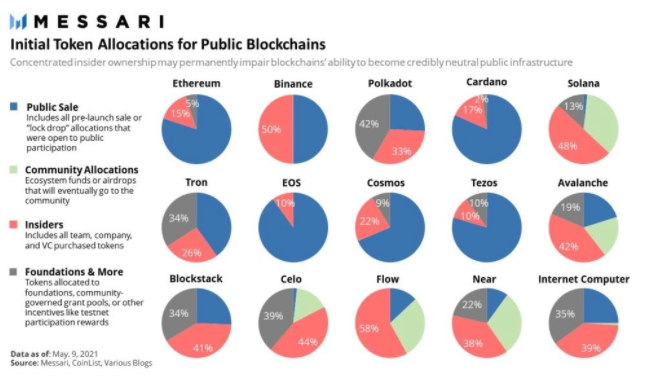 MESSARI
Initial Token Allocations for Public Blockchains
Concentrated insider ownership may permanently impair blockchains' ability to become credibly neutral public infrastructure
Public Sale
Includes all pre-launch sale or
"lock drop" allocations that
were open to public
participation
Community Allocations
Ecosystem funds or airdrops
that will eventually go to the
community
Insiders
Includes all team, company,
and VC purchased tokens
Foundations & More
Tokens allocated to
foundations, community-
governed grant pools, or other
incentives like testnet
participation rewards
Ethereum
5%
15%
Binance
50%
Polkadot
42%
33%
Cardano
2%
17%
Solana
13%
48%
Tron
34%
26%
EOS
10%
Cosmos
9%
22%
Tezos
10%
10%
Avalanche
19%
42%
Blockstack
34%
41%
Celo
39%
44%
Flow
58%
Near
22%
38%
Internet Computer
35%
39%
Data as of: May, 9, 2021
Source: Messari, CoinList, Various Blogs